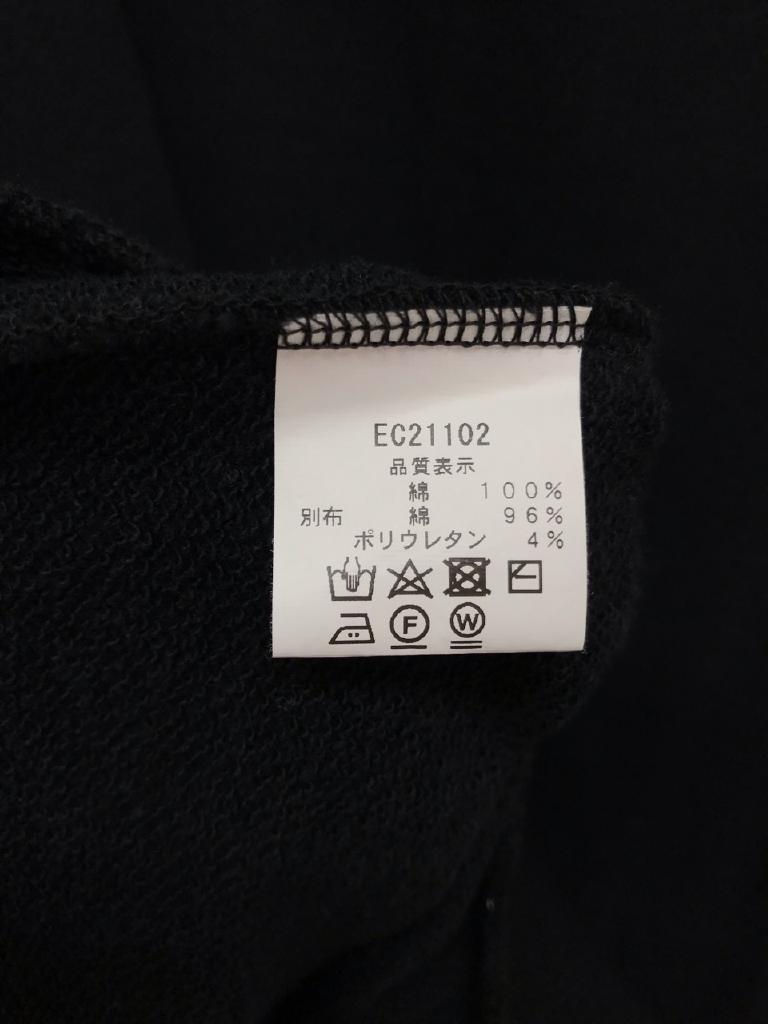 EC21102
品質表示
綿 100%
別布 綿 96%
ポリウレタン 4%
F W